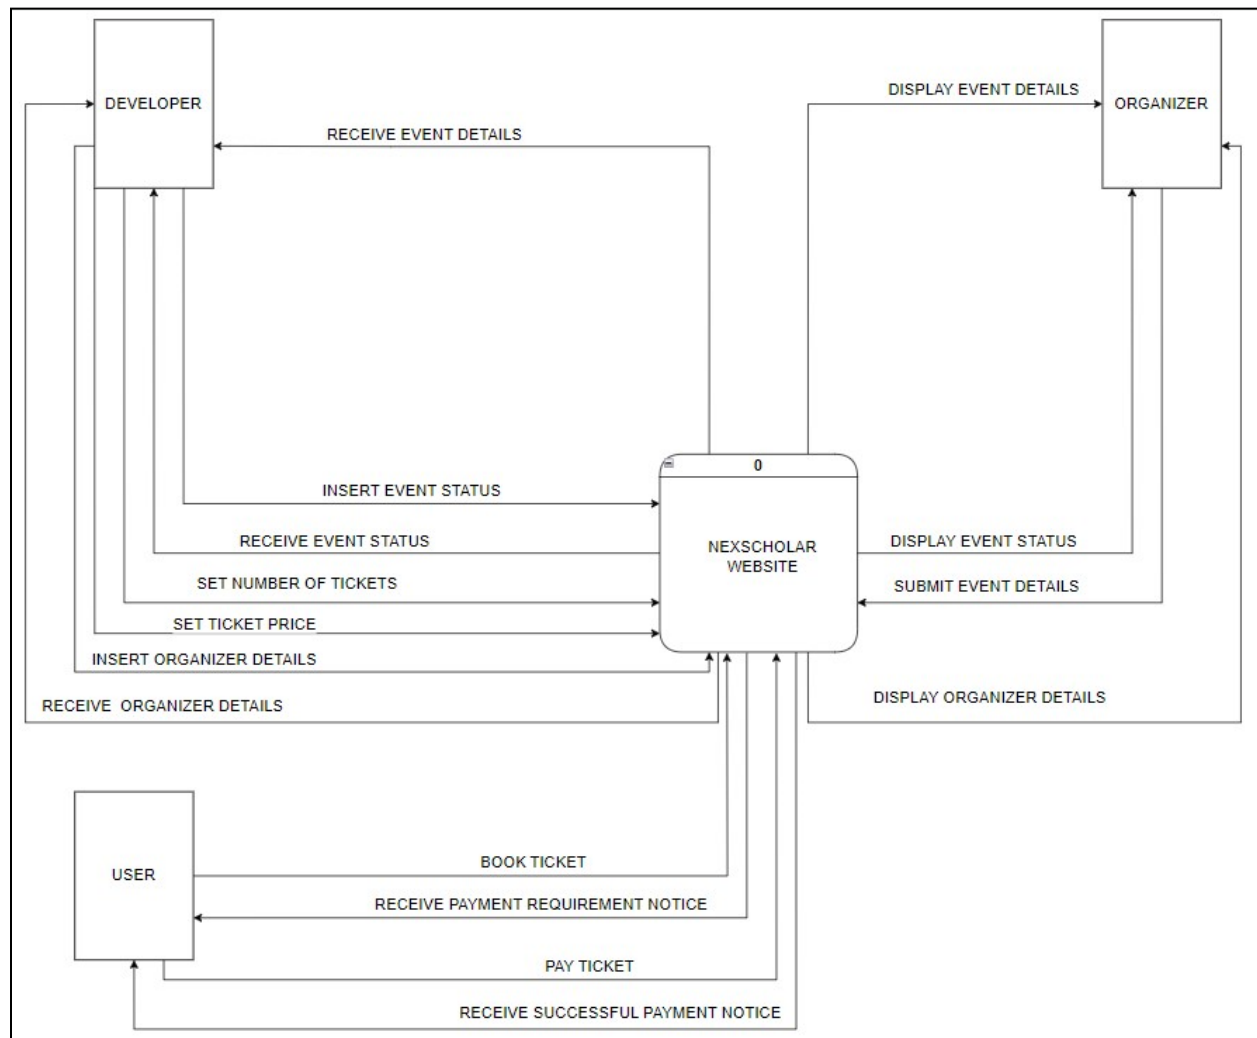 DEVELOPER
DISPLAY EVENT DETAILS
ORGANIZER
RECEIVE EVENT DETAILS
0
INSERT EVENT STATUS
RECEIVE EVENT STATUS
NEXSCHOLAR
WEBSITE
DISPLAY EVENT STATUS
SET NUMBER OF TICKETS
SUBMIT EVENT DETAILS
SET TICKET PRICE
INSERT ORGANIZER DETAILS
RECEIVE ORGANIZER DETAILS
DISPLAY ORGANIZER DETAILS
USER
BOOK TICKET
RECEIVE PAYMENT REQUIREMENT NOTICE
PAY TICKET
RECEIVE SUCCESSFUL PAYMENT NOTICE